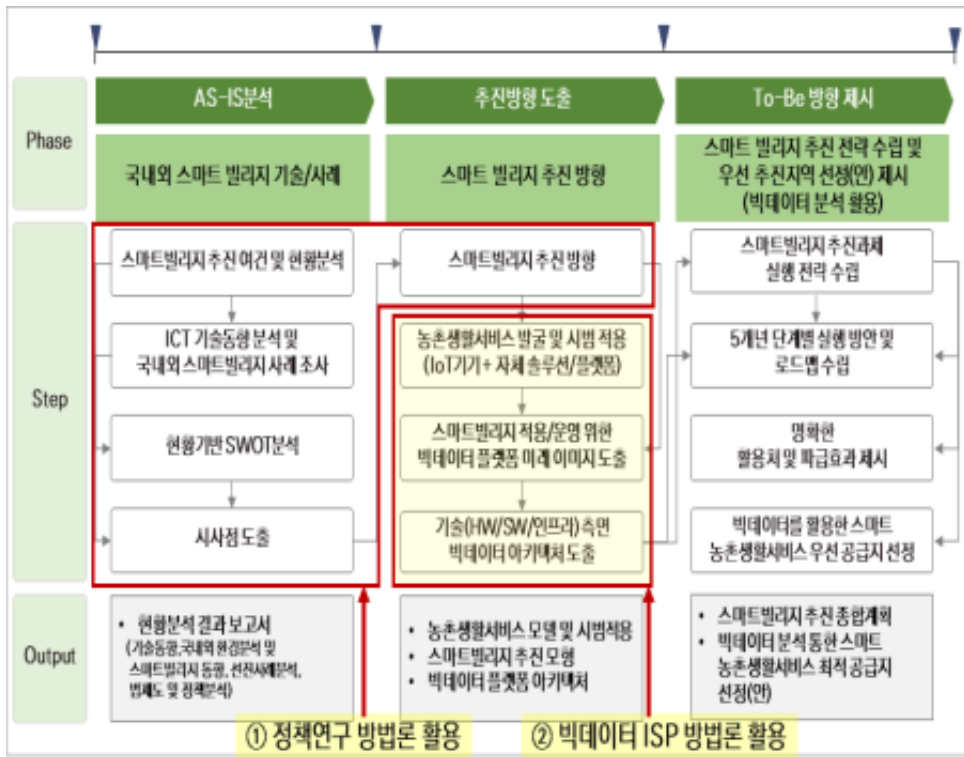 Phase
AS-IS분석
추진방향 도출
To-Be 방향 제시
국내외 스마트 빌리지 기술/사례
스마트 빌리지 추진 방향
스마트 빌리지 추진 전략 수립 및
우선 추진지역 선정(안) 제시
(빅데이터 분석 활용)
Step
스마트빌리지 추진 여건 및 현황분석
ICT 기술동향 분석 및
국내외 스마트빌리지 사례 조사
현황기반 SWOT분석
시사점 도출
스마트빌리지 추진 방향
농촌생활서비스 발굴 및 시범 적용
(IoT기기+ 자체 솔루션/플랫폼)
스마트빌리지 적용/운영 위한
빅데이터 플랫폼 미래 이미지 도출
기술(HW/SW/인프라) 측면
빅데이터 아키텍처 도출
스마트빌리지 추진과제
실행 전략 수립
5개년 단계별 실행 방안 및
로드맵 수립
명확한
활용처 및 파급효과 제시
빅데이터를 활용한 스마트
농촌생활서비스 우선 공급지 선정
Output
• 현황분석 결과 보고서
(기술동향,국내외 환경분석 및
스마트빌리지 동향, 선진사례분석,
법제도 및 정책분석)
• 농촌생활서비스 모델 및 시범적용
• 스마트빌리지 추진 모형
• 빅데이터 플랫폼 아키텍처
• 스마트빌리지 추진 종합계획
• 빅데이터 분석 통한 스마트
농촌생활서비스 최적 공급지
선정(안)
① 정책연구 방법론 활용
② 빅데이터 ISP 방법론 활용